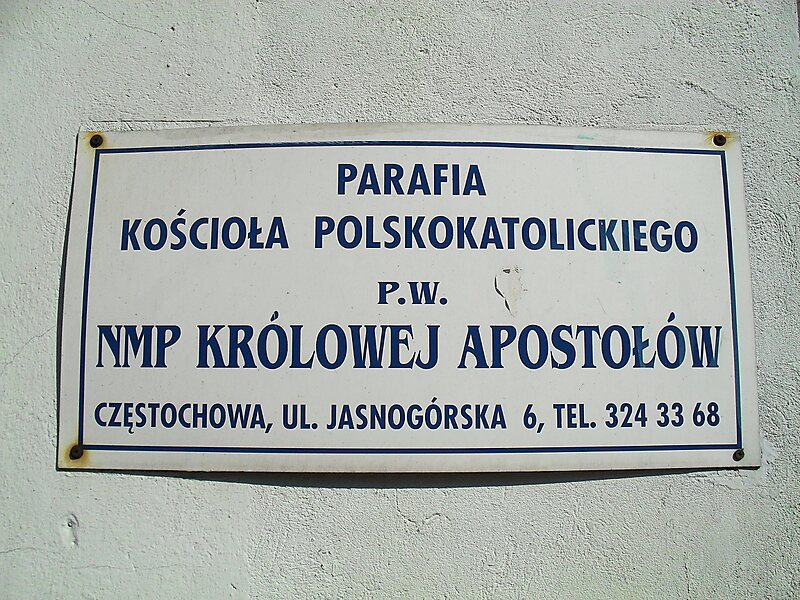 PARAFIA
KOŚCIOŁA POLSKOKATOLICKIEGO
P.W.
NMP KRÓLOWEJ APOSTOŁÓW
CZĘSTOCHOWA, UL. JASNOGÓRSKA 6, TEL. 324 33 68